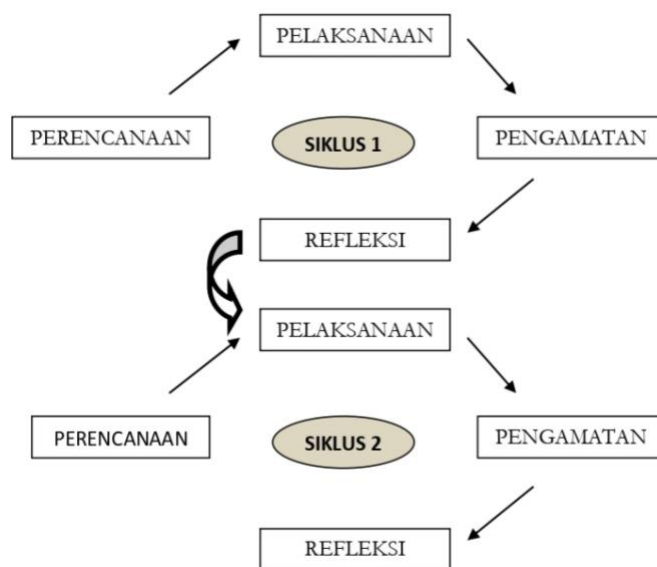 PELAKSANAAN
PERENCANAAN
SIKLUS 1
PENGAMATAN
REFLEKSI
PELAKSANAAN
PERENCANAAN
SIKLUS 2
PENGAMATAN
REFLEKSI